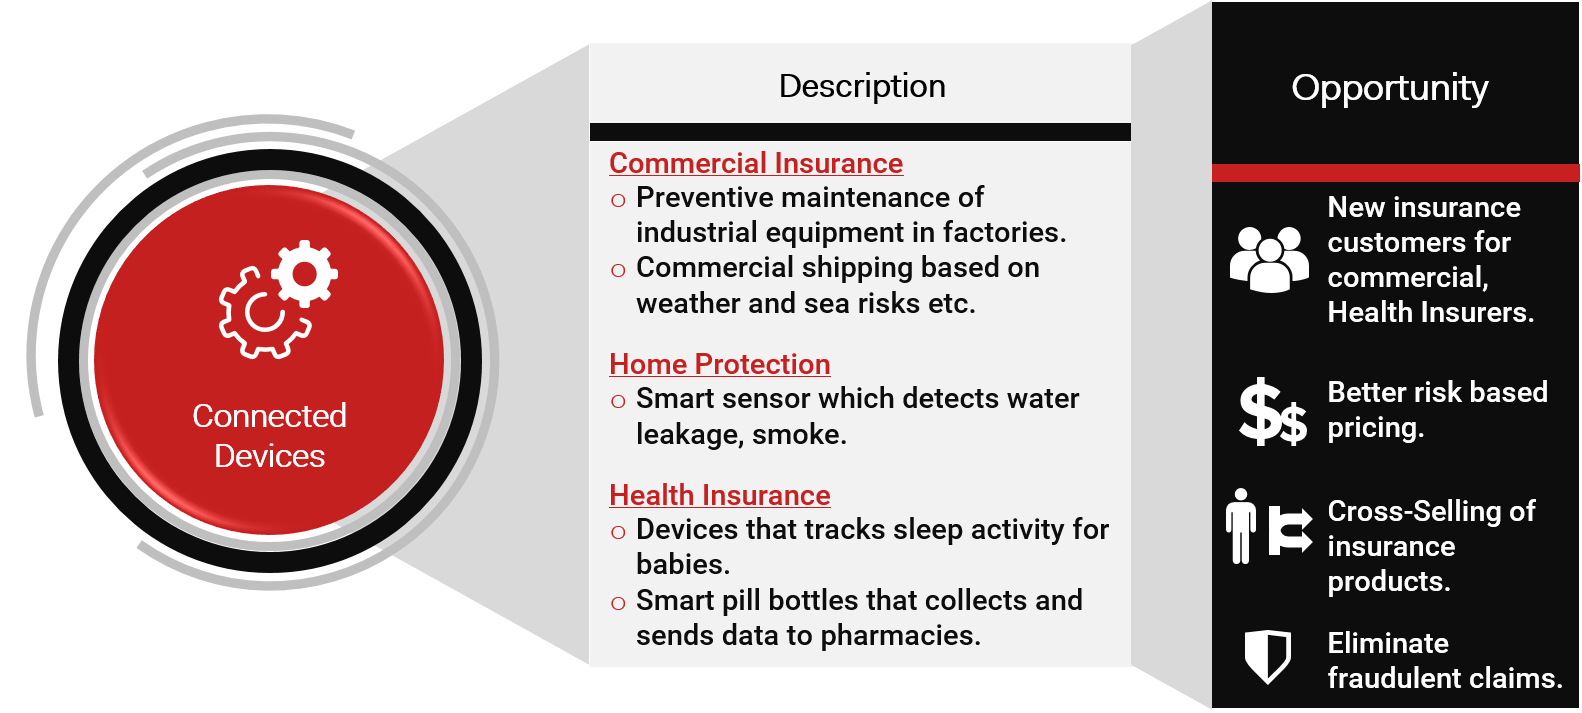 Connected
Devices
Description
Commercial Insurance
o Preventive maintenance of
industrial equipment in factories.
o Commercial shipping based on
weather and sea risks etc.
Home Protection
o Smart sensor which detects water
leakage, smoke.
Health Insurance
o Devices that tracks sleep activity for
babies.
o Smart pill bottles that collects and
sends data to pharmacies.
Opportunity
New insurance
customers for
commercial,
Health Insurers.
$$
Better risk based
pricing.
Cross-Selling of
insurance
products.
Eliminate
fraudulent claims.